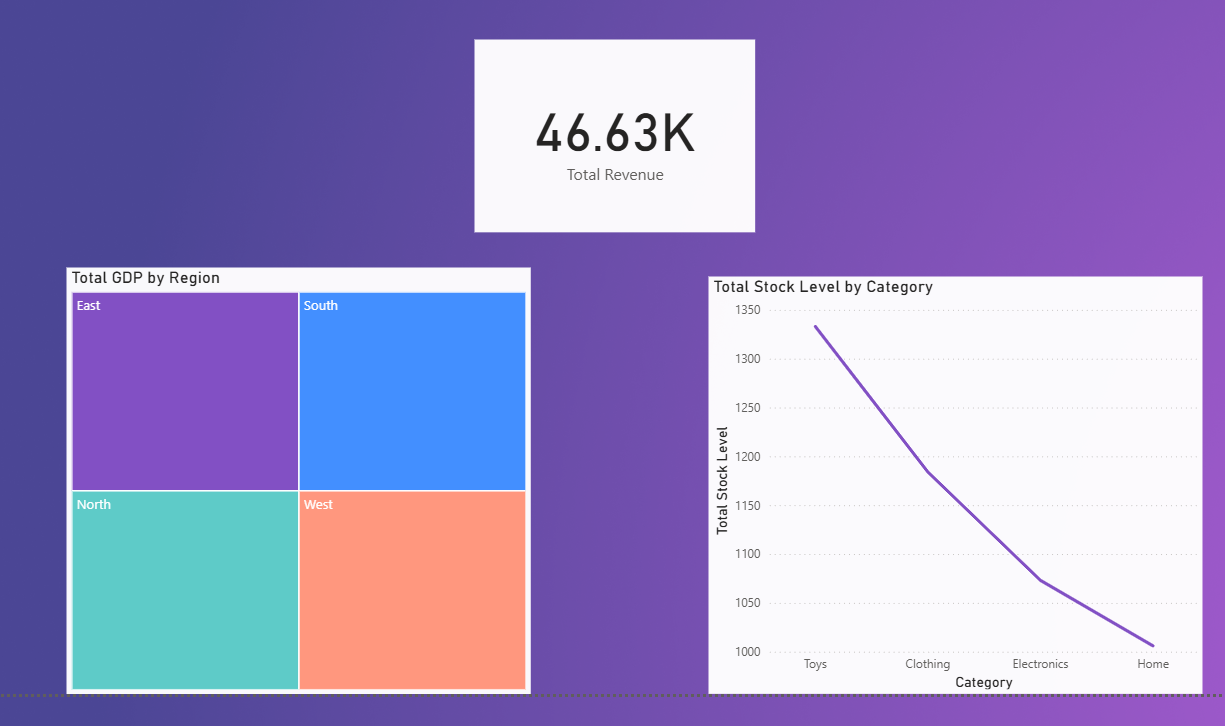 46.63K
Total Revenue
Total GDP by Region
East
South
North
West
Total Stock Level by Category
Total Stock Level
1350
1300
1250
1200
1150
1100
1050
1000
Toys Clothing Electronics Home
Category